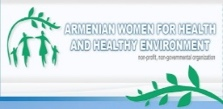 ARMENIAN WOMEN FOR HEALTH
AND HEALTHY ENVIRONMENT
non-profit, non-governmental organization